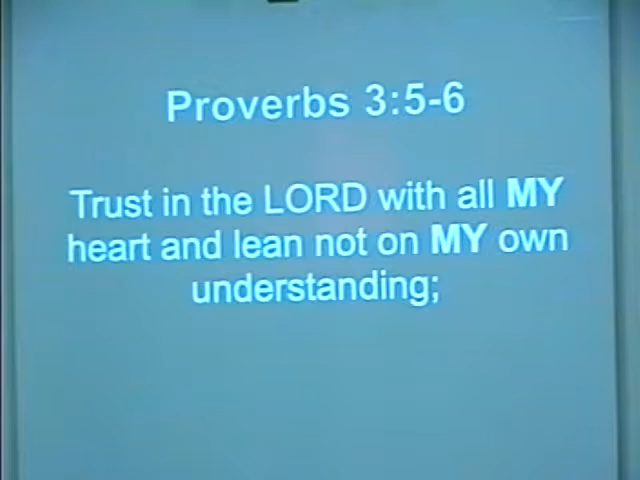 Proverbs 3:5-6
Trust in the LORD with all MY
heart and lean not on MY own
understanding;